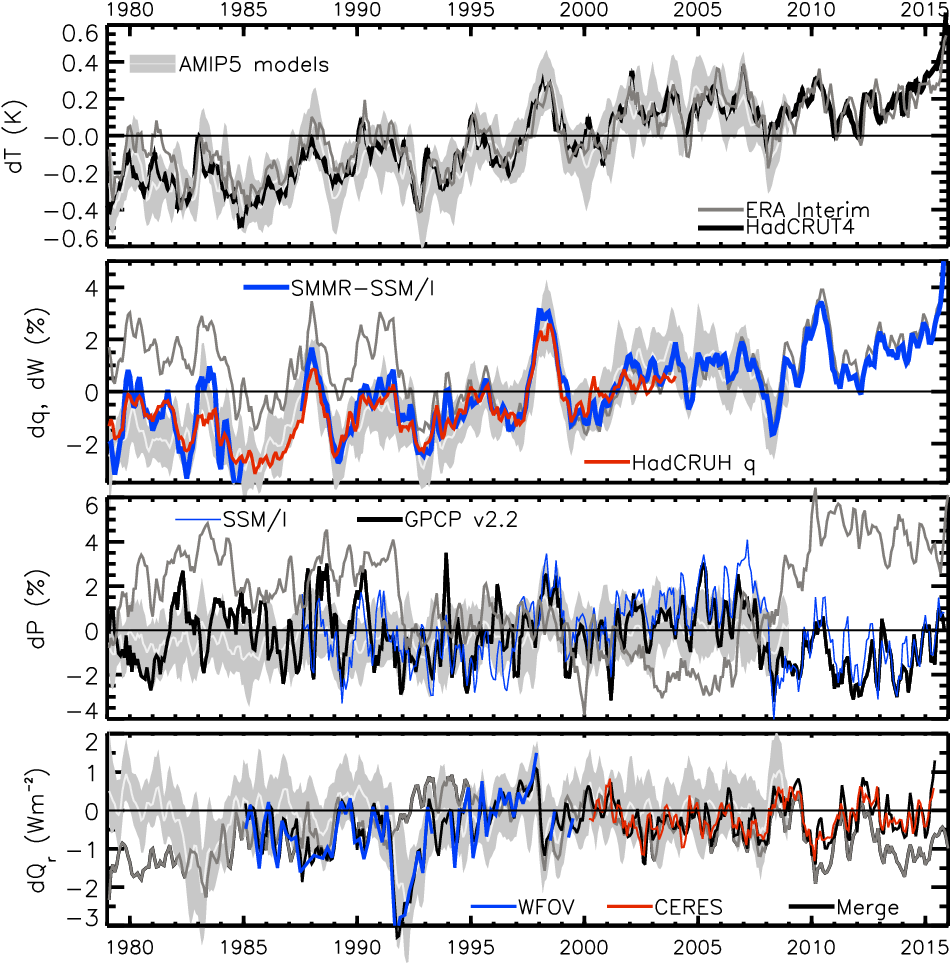 1980 1985 1990 1995 2000 2005 2010 2015
0.6
0.4
0.2
-0.0
-0.2
-0.4
-0.6
dT (K)
AMIP5 models
ERA Interim
HadCRUT4
4
2
0
-2
dq, dW (%)
SMMR-SSM/I
HadCRUH q
6
4
2
0
-2
-4
dP (%)
SSM/I
GPCP v2.2
2
1
0
-1
-2
-3
dQr (Wm-2)
WFOV
CERES
Merge
1980 1985 1990 1995 2000 2005 2010 2015